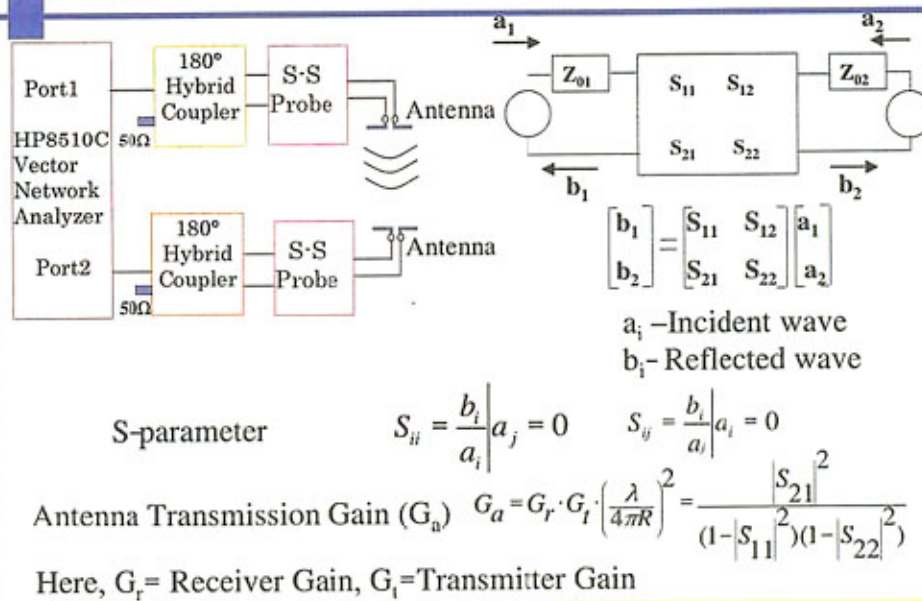 Port1
HP8510C
Vector
Network
Analyzer
Port2
180°
Hybrid
Coupler
50Ω
S-S
Probe
Antenna
180°
Hybrid
Coupler
50Ω
S-S
Probe
Antenna
a₁
a₂
Z₀₁
S₁₁ S₁₂
S₂₁ S₂₂
Z₀₂
b₁
b₂
[b₁ b₂] = [S₁₁ S₁₂ S₂₁ S₂₂] [a₁ a₂]
aᵢ –Incident wave
bᵢ- Reflected wave
S-parameter Sᵢᵢ = bᵢ/aᵢ | aⱼ = 0 Sᵢⱼ = bᵢ/aⱼ | aᵢ = 0
Antenna Transmission Gain (Gₐ) Gₐ = Gᵣ · Gₜ · (λ/4πR)² = |S₂₁|² / (1-|S₁₁|²)(1-|S₂₂|²)
Here, Gᵣ= Receiver Gain, Gₜ=Transmitter Gain